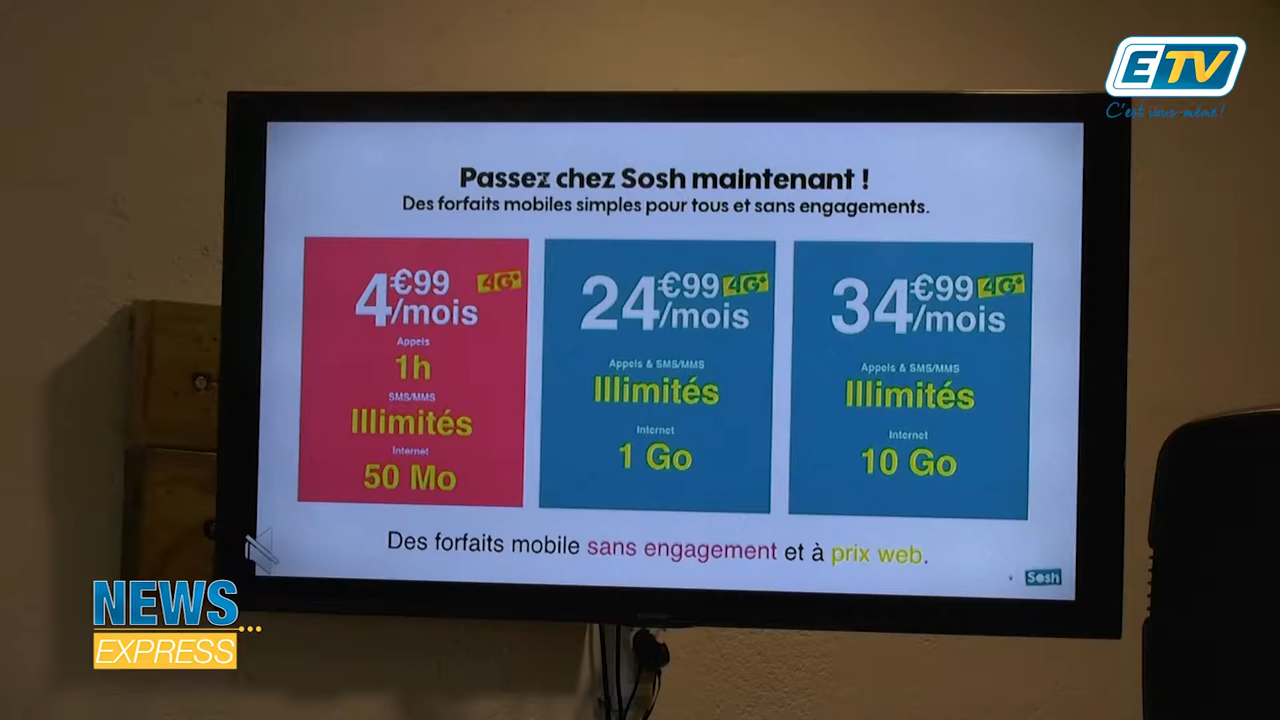 ETV
C'est vous-même !
Passez chez Sosh maintenant !
Des forfaits mobiles simples pour tous et sans engagements.
4€99/mois
4G+
Appels
1h
SMS/MMS
Illimités
Internet
50 Mo
24€99/mois
4G+
Appels & SMS/MMS
Illimités
Internet
1 Go
34€99/mois
4G+
Appels & SMS/MMS
Illimités
Internet
10 Go
Des forfaits mobile sans engagement et à prix web.
Sosh
NEWS...
EXPRESS